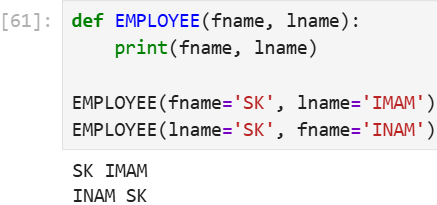 [61]: def EMPLOYEE(fname, lname):
    print(fname, lname)
EMPLOYEE(fname='SK', lname='IMAM')
EMPLOYEE(lname='SK', fname='INAM')
SK IMAM
INAM SK